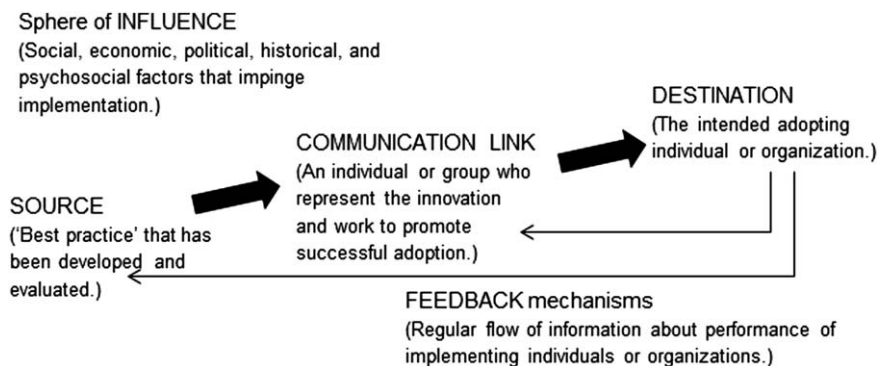 Sphere of INFLUENCE
(Social, economic, political, historical, and
psychosocial factors that impinge
implementation.)
DESTINATION
(The intended adopting
individual or organization.)
COMMUNICATION LINK
(An individual or group who
represent the innovation
and work to promote
successful adoption.)
SOURCE
('Best practice' that has
been developed and
evaluated.)
FEEDBACK mechanisms
(Regular flow of information about performance of
implementing individuals or organizations.)